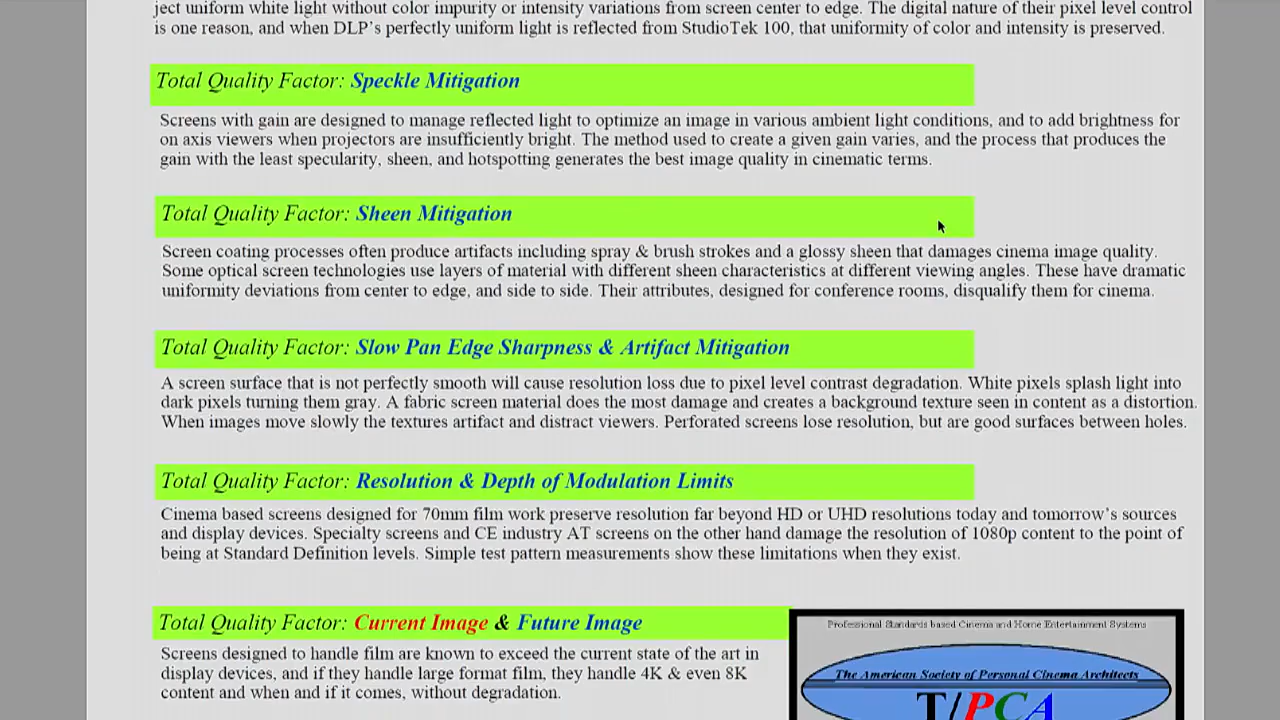 ject uniform white light without color impurity or intensity variations from screen center to edge. The digital nature of their pixel level control
is one reason, and when DLP’s perfectly uniform light is reflected from StudioTek 100, that uniformity of color and intensity is preserved.
Total Quality Factor: Speckle Mitigation
Screens with gain are designed to manage reflected light to optimize an image in various ambient light conditions, and to add brightness for
on axis viewers when projectors are insufficiently bright. The method used to create a given gain varies, and the process that produces the
gain with the least specularity, sheen, and hotspotting generates the best image quality in cinematic terms.
Total Quality Factor: Sheen Mitigation
Screen coating processes often produce artifacts including spray & brush strokes and a glossy sheen that damages cinema image quality.
Some optical screen technologies use layers of material with different sheen characteristics at different viewing angles. These have dramatic
uniformity deviations from center to edge, and side to side. Their attributes, designed for conference rooms, disqualify them for cinema.
Total Quality Factor: Slow Pan Edge Sharpness & Artifact Mitigation
A screen surface that is not perfectly smooth will cause resolution loss due to pixel level contrast degradation. White pixels splash light into
dark pixels turning them gray. A fabric screen material does the most damage and creates a background texture seen in content as a distortion.
When images move slowly the textures artifact and distract viewers. Perforated screens lose resolution, but are good surfaces between holes.
Total Quality Factor: Resolution & Depth of Modulation Limits
Cinema based screens designed for 70mm film work preserve resolution far beyond HD or UHD resolutions today and tomorrow’s sources
and display devices. Specialty screens and CE industry AT screens on the other hand damage the resolution of 1080p content to the point of
being at Standard Definition levels. Simple test pattern measurements show these limitations when they exist.
Total Quality Factor: Current Image & Future Image
Screens designed to handle film are known to exceed the current state of the art in
display devices, and if they handle large format film, they handle 4K & even 8K
content and when and if it comes, without degradation.
Professional Standards based Cinema and Home Entertainment Systems
The American Society of Personal Cinema Architects
T/PCA